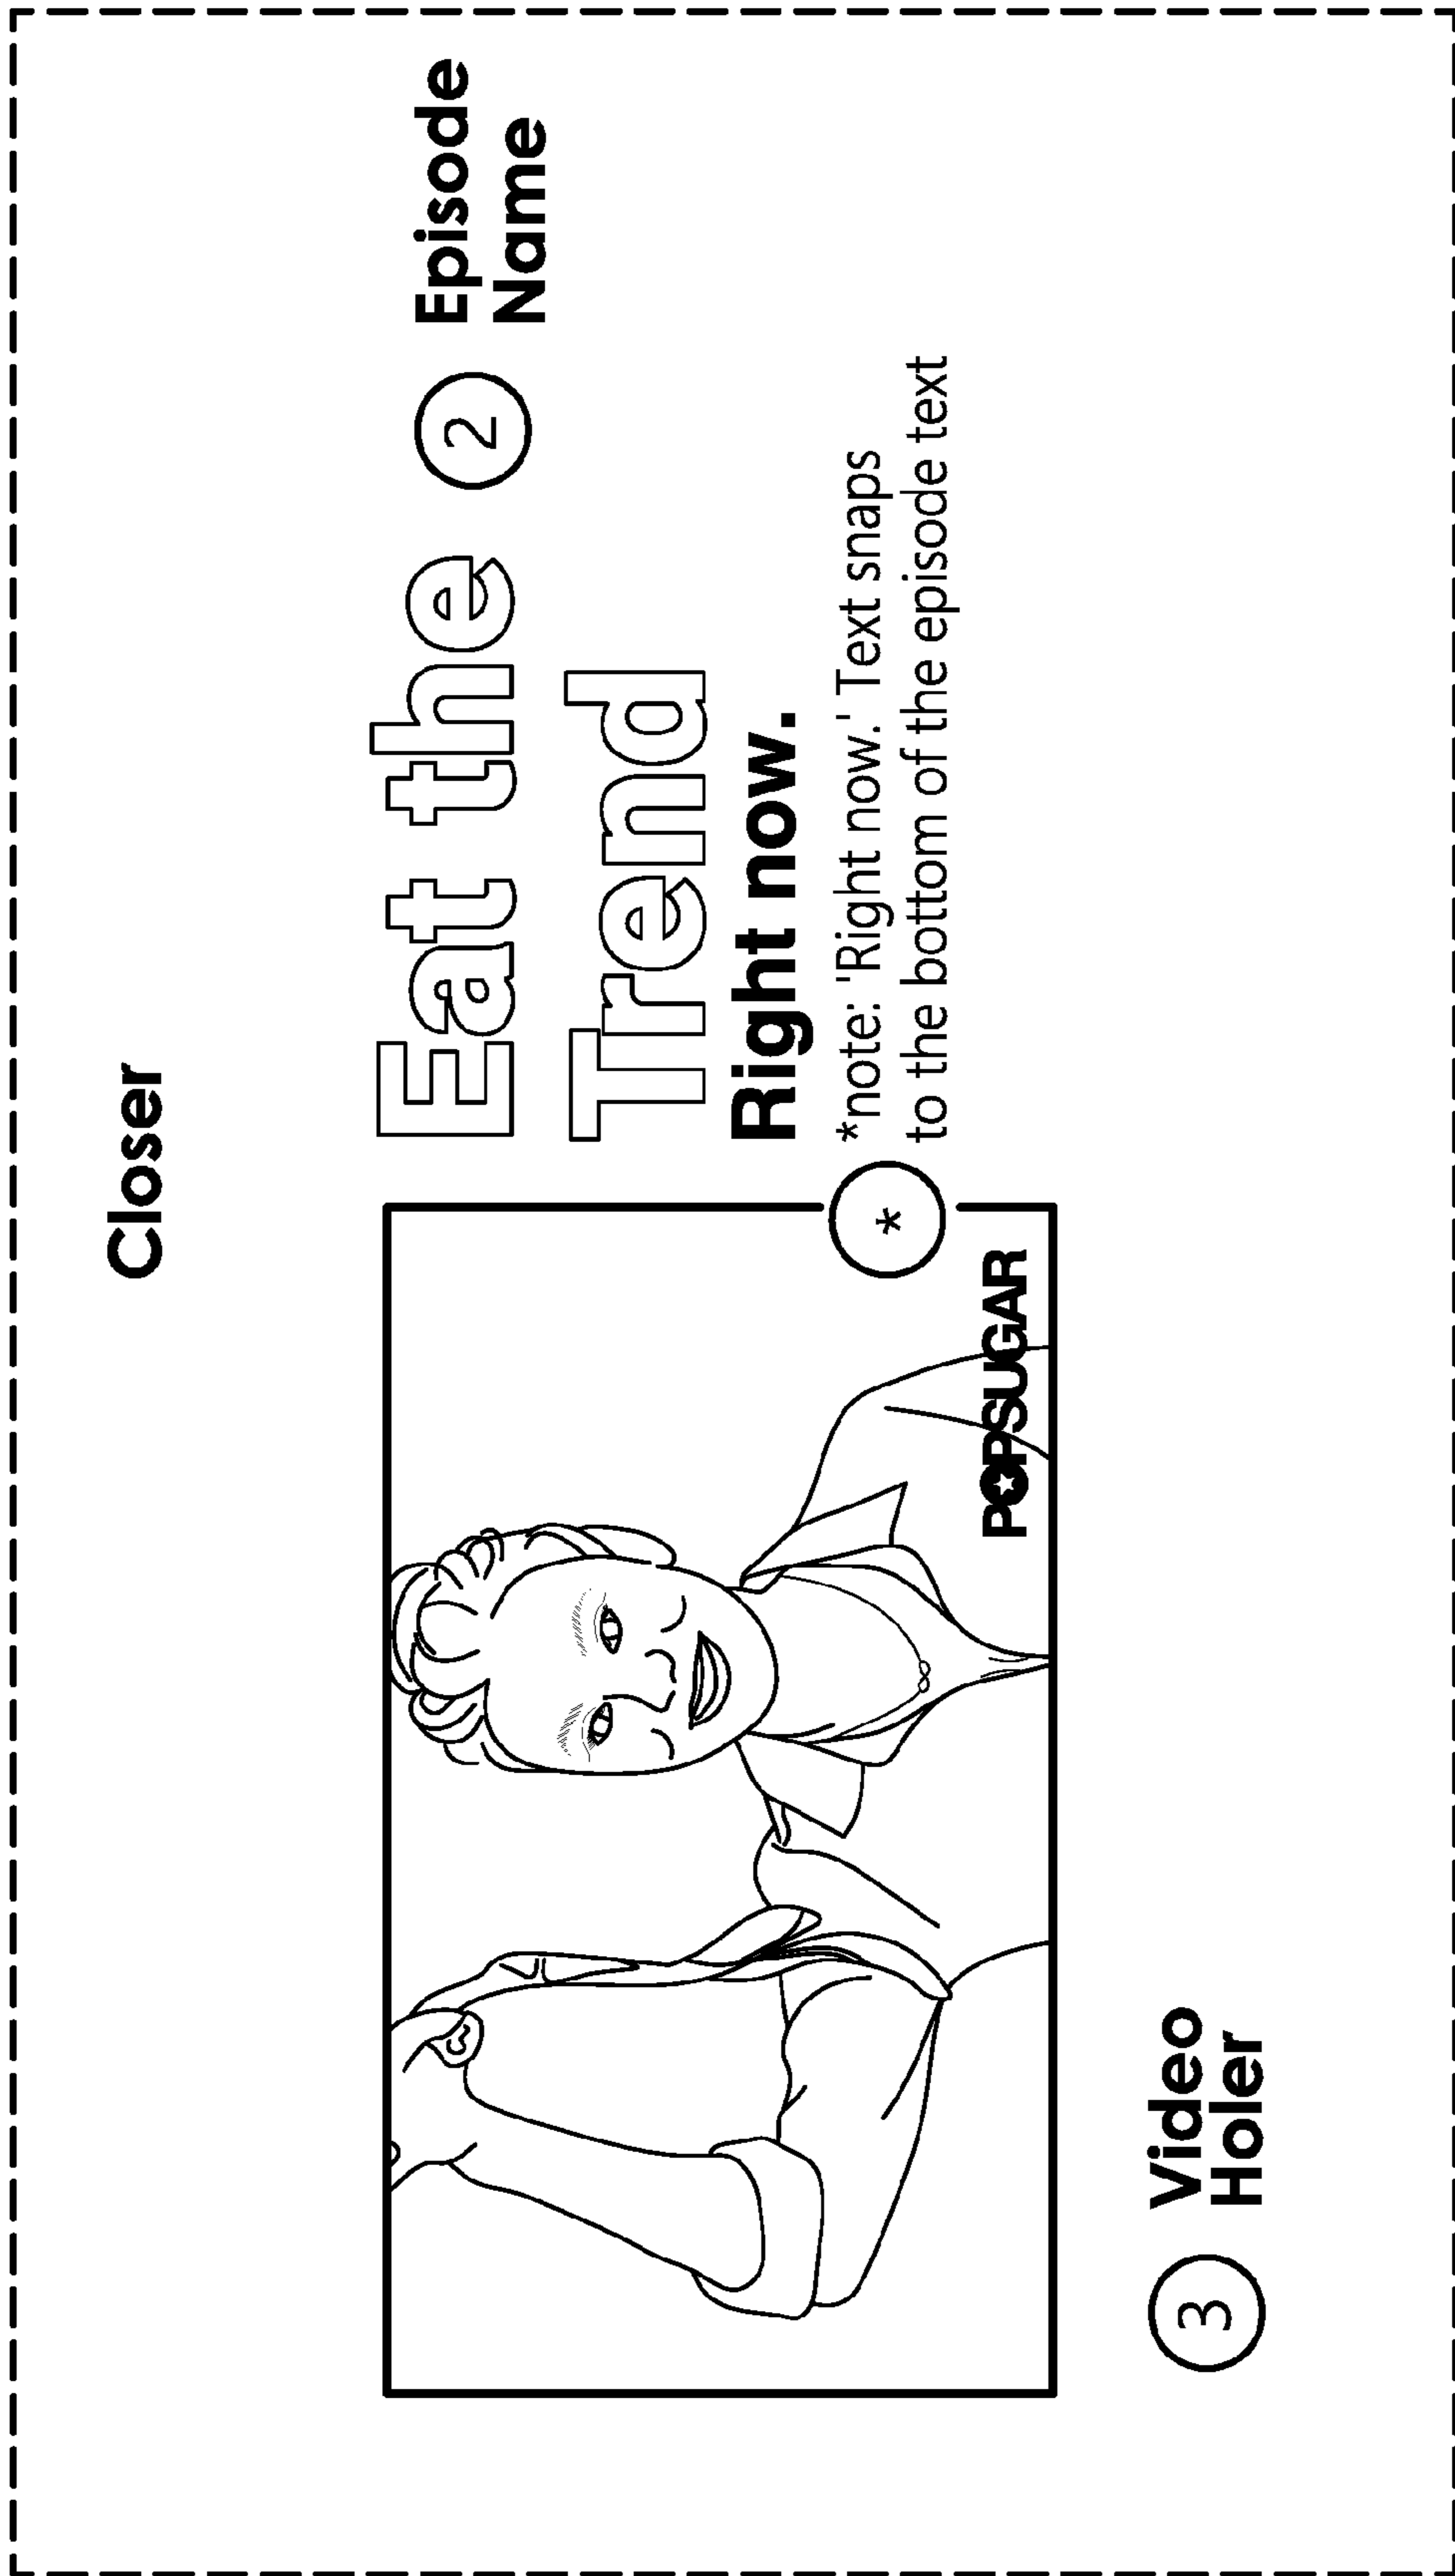 Closer
Eat the
Trend
2
Episode
Name
Right now.
*note: 'Right now.' Text snaps
to the bottom of the episode text
*
POPSUGAR
3
Video
Holer